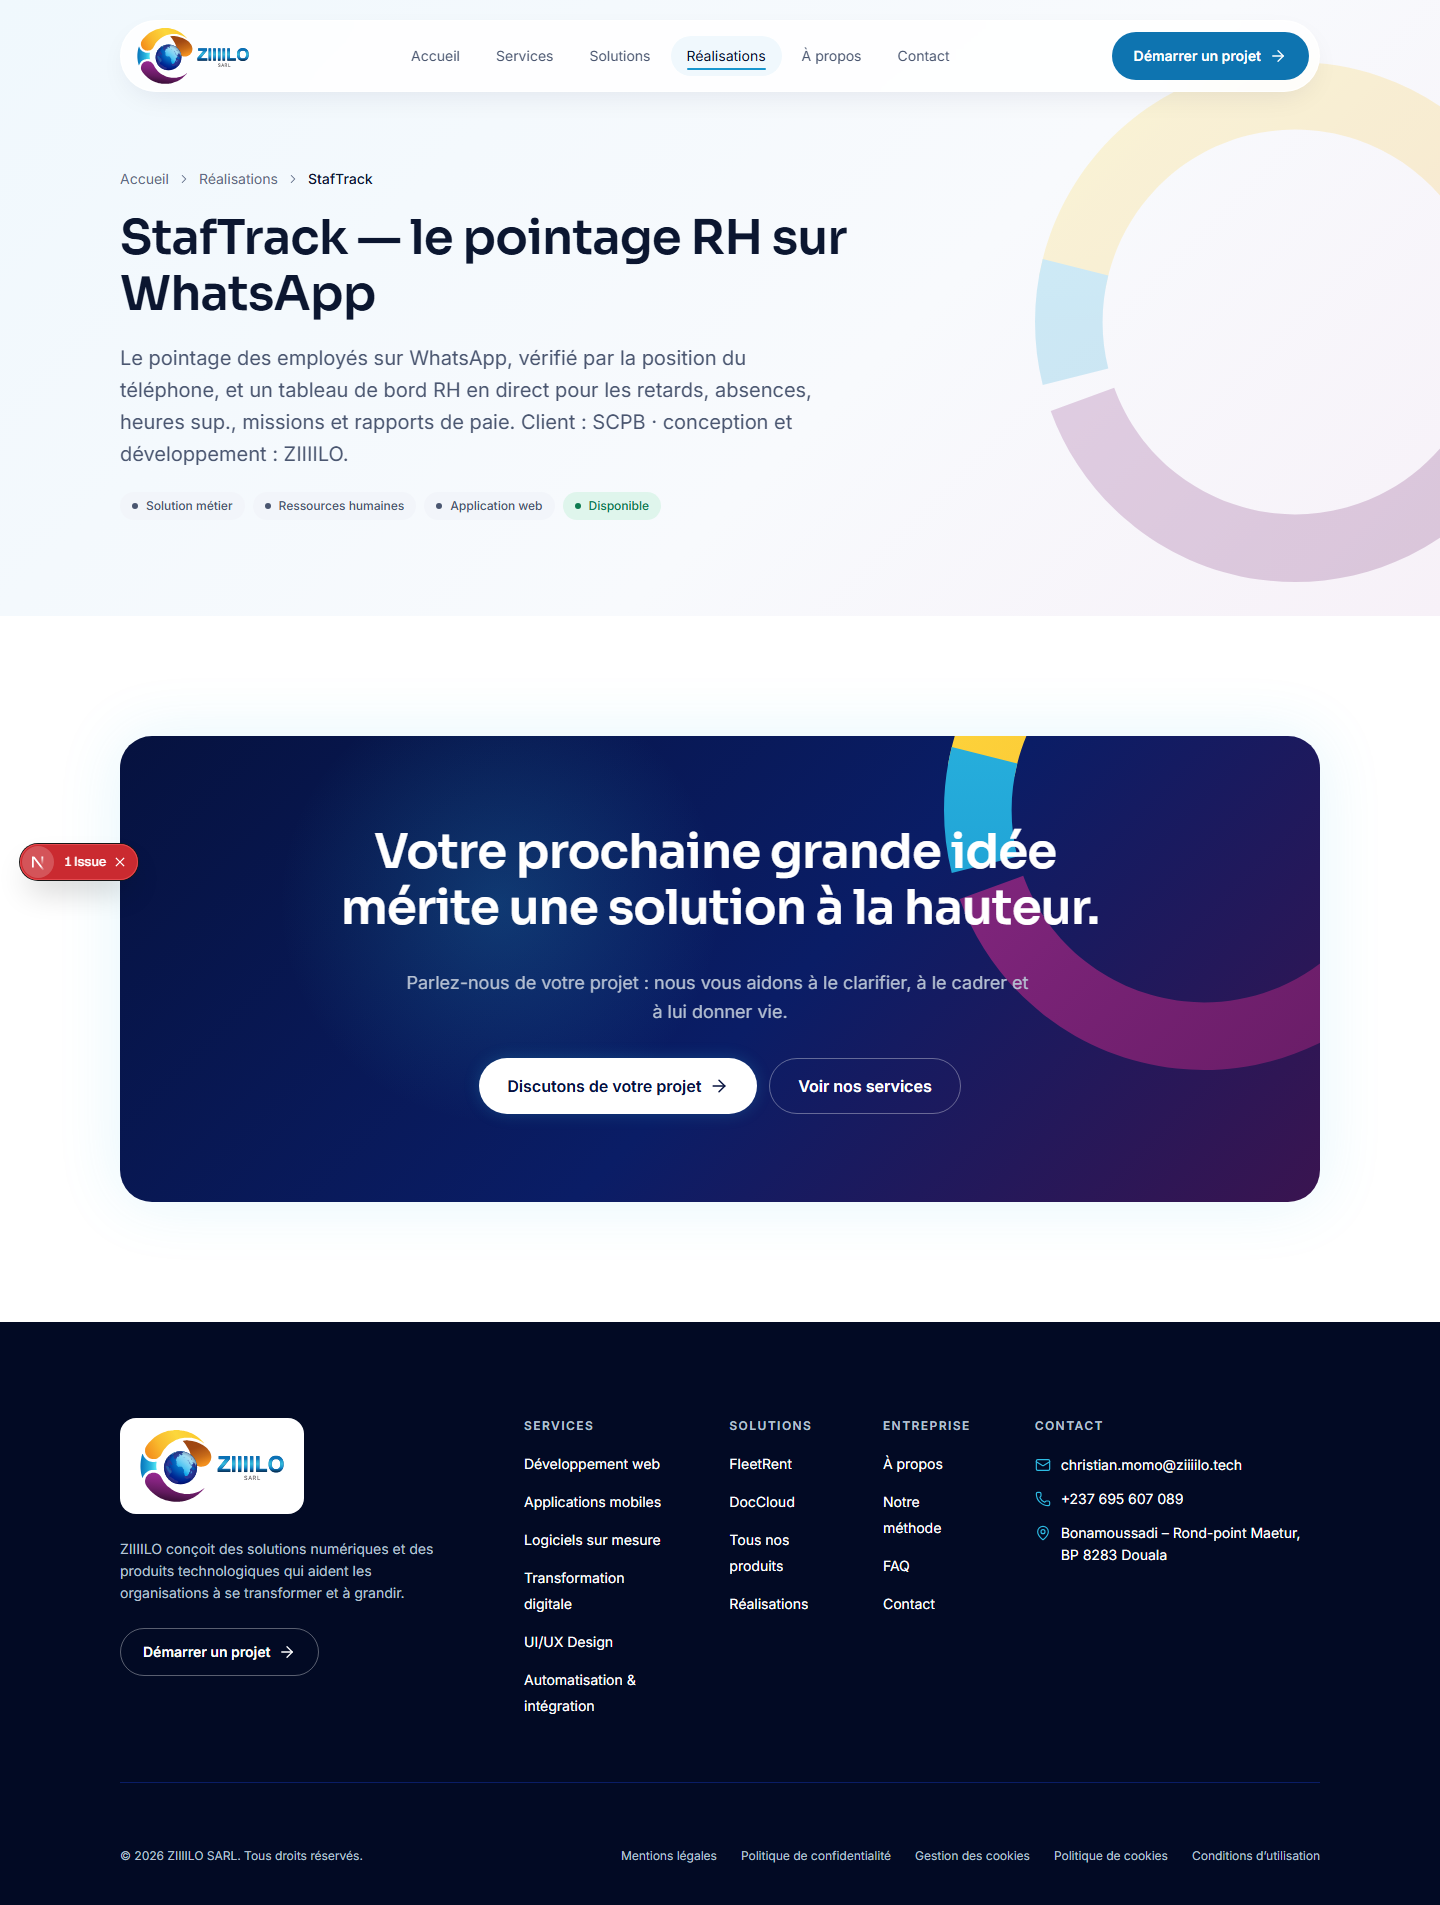 ZIIIILO
SARL
Accueil
Services
Solutions
Réalisations
À propos
Contact
Démarrer un projet
Accueil > Réalisations > StafTrack
StafTrack — le pointage RH sur
WhatsApp
Le pointage des employés sur WhatsApp, vérifié par la position du
téléphone, et un tableau de bord RH en direct pour les retards, absences,
heures sup., missions et rapports de paie. Client : SCPB · conception et
développement : ZIIIILO.
Solution métier
Ressources humaines
Application web
Disponible
Votre prochaine grande idée
mérite une solution à la hauteur.
N 1 Issue
Parlez-nous de votre projet : nous vous aidons à le clarifier, à le cadrer et
à lui donner vie.
Discutons de votre projet
Voir nos services
ZIIIILO
SARL
ZIIIILO conçoit des solutions numériques et des
produits technologiques qui aident les
organisations à se transformer et à grandir.
Démarrer un projet
SERVICES
Développement web
Applications mobiles
Logiciels sur mesure
Transformation
digitale
UI/UX Design
Automatisation &
intégration
SOLUTIONS
FleetRent
DocCloud
Tous nos
produits
Réalisations
ENTREPRISE
À propos
Notre
méthode
FAQ
Contact
CONTACT
christian.momo@ziiiilo.tech
+237 695 607 089
Bonamoussadi – Rond-point Maetur,
BP 8283 Douala
© 2026 ZIIIILO SARL. Tous droits réservés.
Mentions légales
Politique de confidentialité
Gestion des cookies
Politique de cookies
Conditions d’utilisation